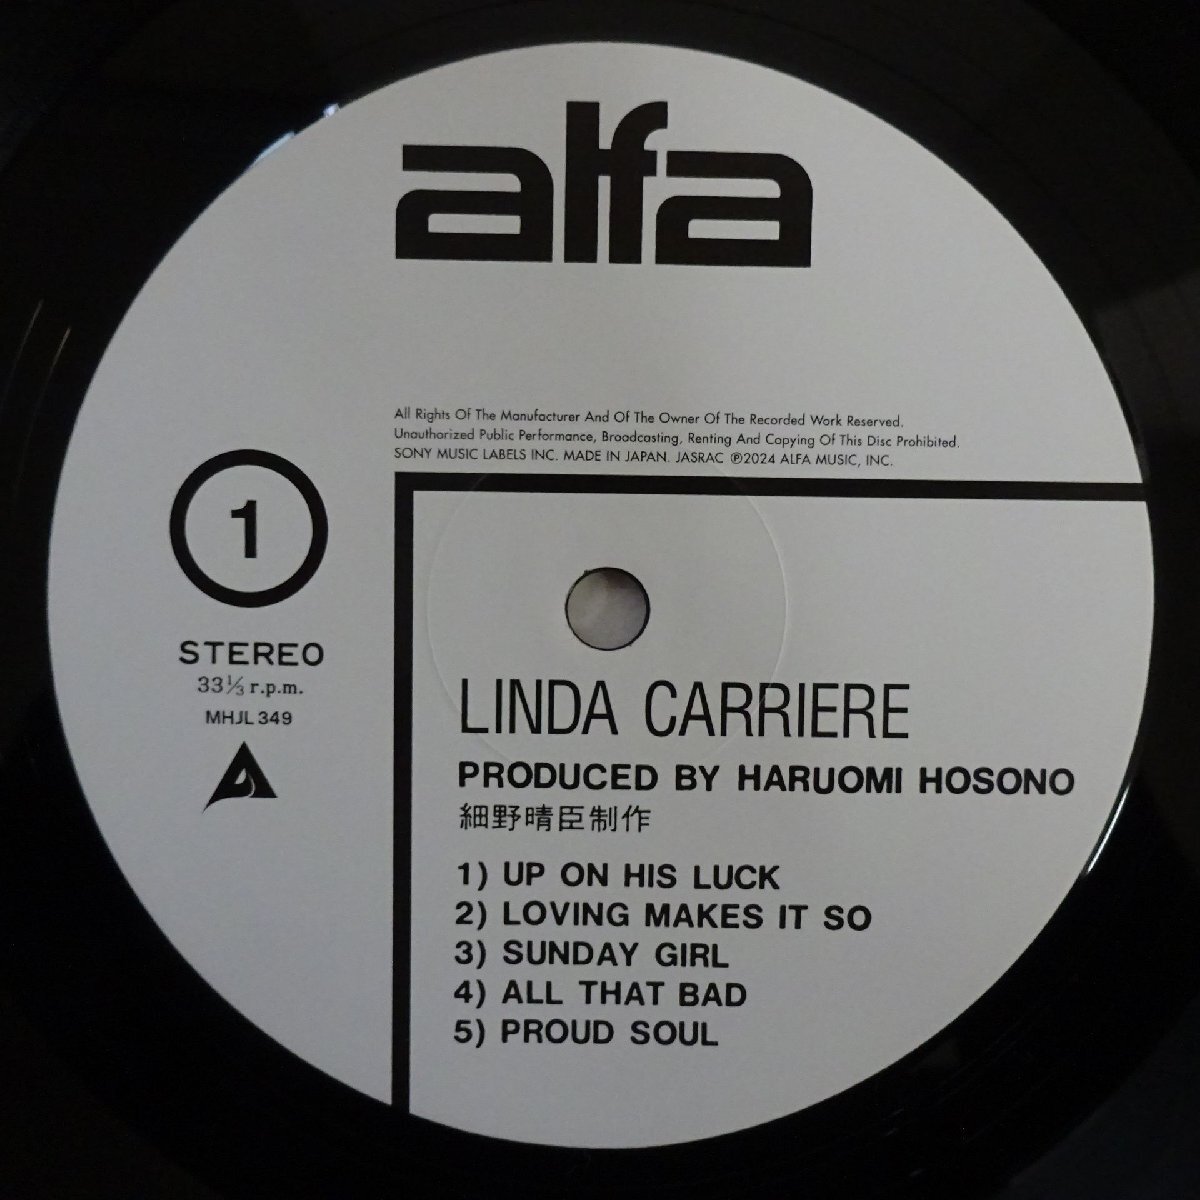 alfa
All Rights Of The Manufacturer And Of The Owner Of The Recorded Work Reserved.
Unauthorized Public Performance, Broadcasting, Renting And Copying Of This Disc Prohibited.
SONY MUSIC LABELS INC. MADE IN JAPAN. JASRAC ℗2024 ALFA MUSIC, INC.
1
STEREO
33⅓ r.p.m.
MHJL 349
LINDA CARRIERE
PRODUCED BY HARUOMI HOSONO
細野晴臣制作
1) UP ON HIS LUCK
2) LOVING MAKES IT SO
3) SUNDAY GIRL
4) ALL THAT BAD
5) PROUD SOUL